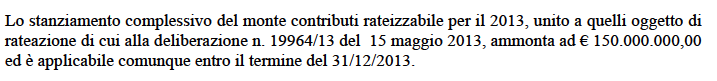 Lo stanziamento complessivo del monte contributi rateizzabile per il 2013, unito a quelli oggetto di
rateazione di cui alla deliberazione n. 19964/13 del  15 maggio 2013, ammonta ad € 150.000.000,00
ed è applicabile comunque entro il termine del 31/12/2013.